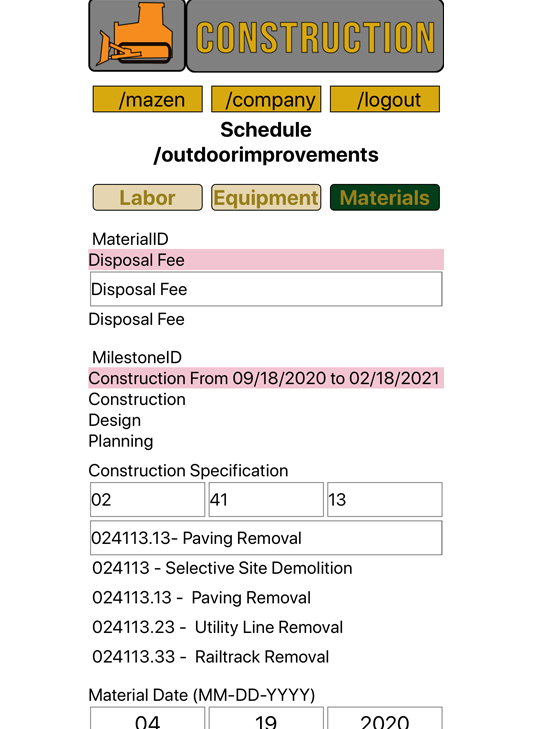 CONSTRUCTION
/mazen /company /logout
Schedule
/outdoorimprovements
Labor Equipment Materials
MaterialID
Disposal Fee
Disposal Fee
Disposal Fee
MilestoneID
Construction From 09/18/2020 to 02/18/2021
Construction
Design
Planning
Construction Specification
02 41 13
024113.13- Paving Removal
024113 - Selective Site Demolition
024113.13 - Paving Removal
024113.23 - Utility Line Removal
024113.33 - Railtrack Removal
Material Date (MM-DD-YYYY)
04 19 2020